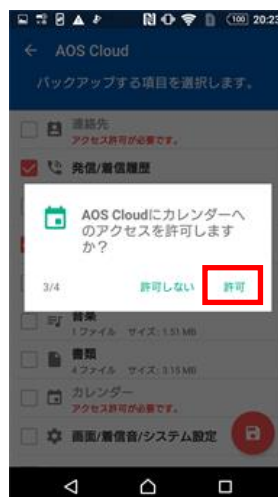 100 20:23
AOS Cloud
バックアップする項目を選択します。
連絡先
アクセス許可が必要です。
発信/着信履歴
AOS Cloudにカレンダーへ
のアクセスを許可します
か？
3/4 許可しない 許可
音楽
1ファイル サイズ: 1.51 MB
書類
4ファイル サイズ: 3.15 MB
カレンダー
アクセス許可が必要です。
画面/着信音/システム設定